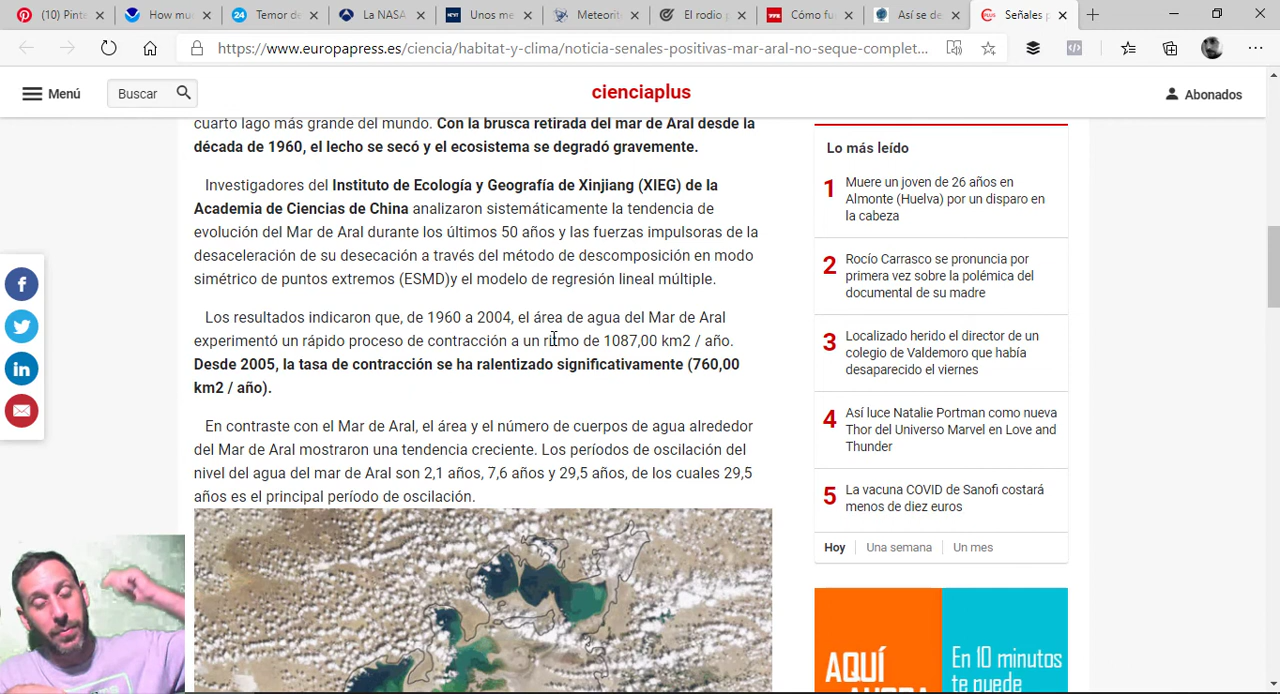 (10) Pinte
How mu
Temor de
La NASA
Unos me
Meteorit
El rodio p
Cómo fu
Así se de
Señales p
https://www.europapress.es/ciencia/habitat-y-clima/noticia-senales-positivas-mar-aral-no-seque-complet...
Menú
Buscar
cienciaplus
Abonados
cuarto lago más grande del mundo. Con la brusca retirada del mar de Aral desde la
década de 1960, el lecho se secó y el ecosistema se degradó gravemente.
Investigadores del Instituto de Ecología y Geografía de Xinjiang (XIEG) de la
Academia de Ciencias de China analizaron sistemáticamente la tendencia de
evolución del Mar de Aral durante los últimos 50 años y las fuerzas impulsoras de la
desaceleración de su desecación a través del método de descomposición en modo
simétrico de puntos extremos (ESMD)y el modelo de regresión lineal múltiple.
Los resultados indicaron que, de 1960 a 2004, el área de agua del Mar de Aral
experimentó un rápido proceso de contracción a un ritmo de 1087,00 km2 / año.
Desde 2005, la tasa de contracción se ha ralentizado significativamente (760,00
km2 / año).
En contraste con el Mar de Aral, el área y el número de cuerpos de agua alrededor
del Mar de Aral mostraron una tendencia creciente. Los períodos de oscilación del
nivel del agua del mar de Aral son 2,1 años, 7,6 años y 29,5 años, de los cuales 29,5
años es el principal período de oscilación.
Lo más leído
1 Muere un joven de 26 años en
Almonte (Huelva) por un disparo en
la cabeza
2 Rocío Carrasco se pronuncia por
primera vez sobre la polémica del
documental de su madre
3 Localizado herido el director de un
colegio de Valdemoro que había
desaparecido el viernes
4 Así luce Natalie Portman como nueva
Thor del Universo Marvel en Love and
Thunder
5 La vacuna COVID de Sanofi costará
menos de diez euros
Hoy Una semana Un mes
AQUÍ
En 10 minutos
te puede